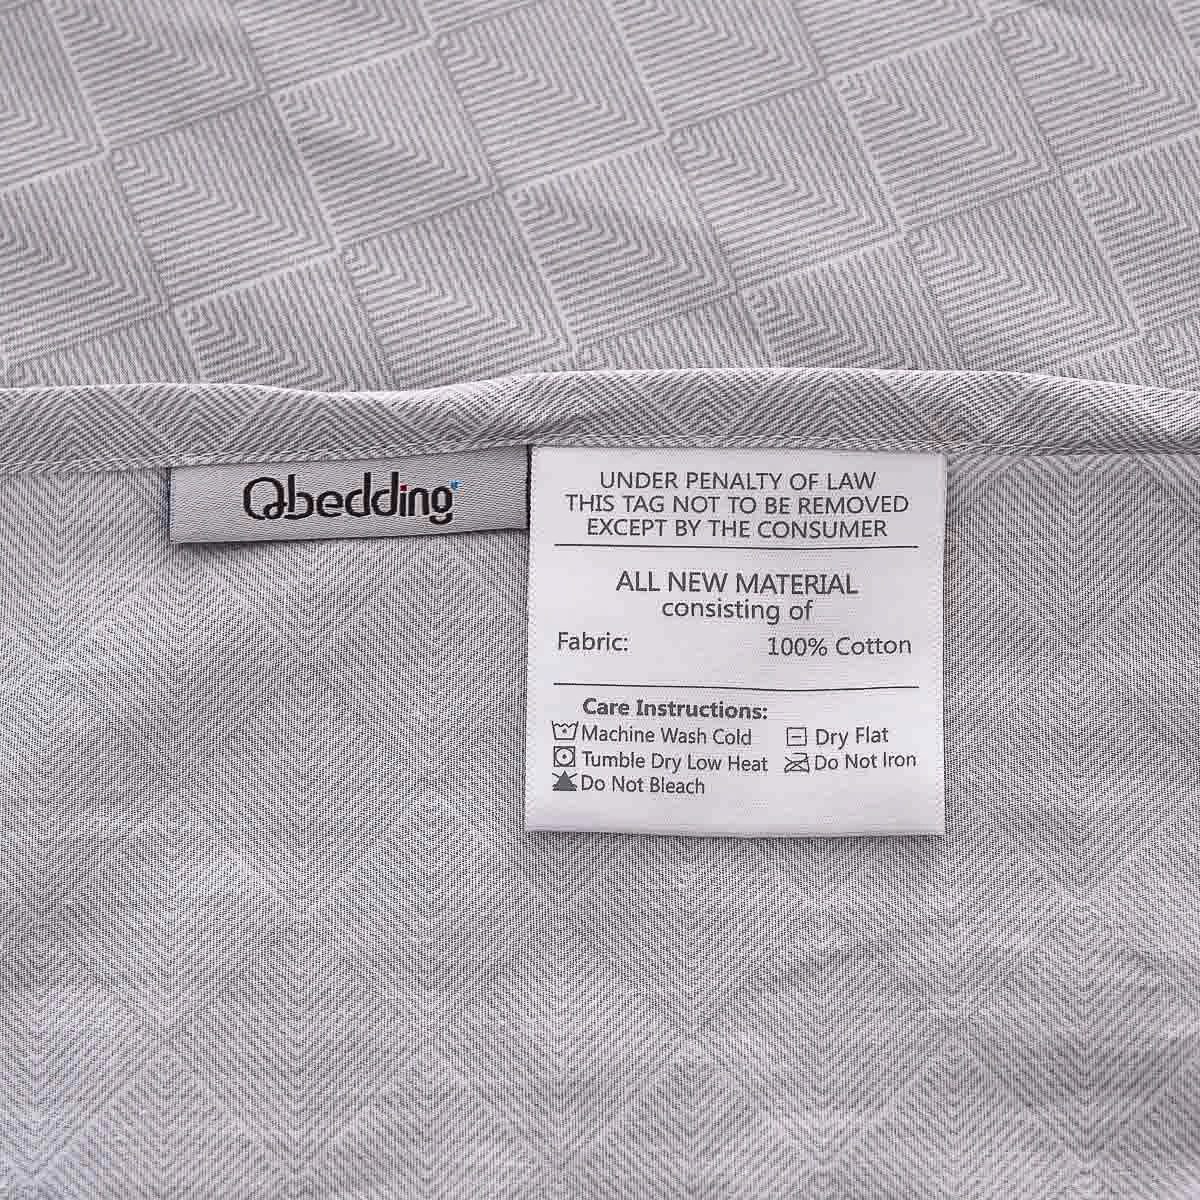 Qbedding
UNDER PENALTY OF LAW
THIS TAG NOT TO BE REMOVED
EXCEPT BY THE CONSUMER
ALL NEW MATERIAL
consisting of
Fabric: 100% Cotton
Care Instructions:
Machine Wash Cold Dry Flat
Tumble Dry Low Heat Do Not Iron
Do Not Bleach